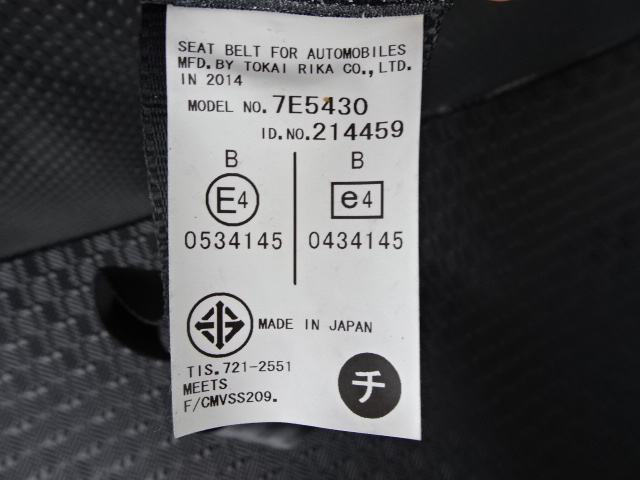 SEAT BELT FOR AUTOMOBILES
MFD. BY TOKAI RIKA CO., LTD.
IN 2014
MODEL NO. 7E5430
ID.NO. 214459
B B
E4 e4
0534145 0434145
MADE IN JAPAN
TIS. 721-2551
MEETS
F/CMVSS209.
チ